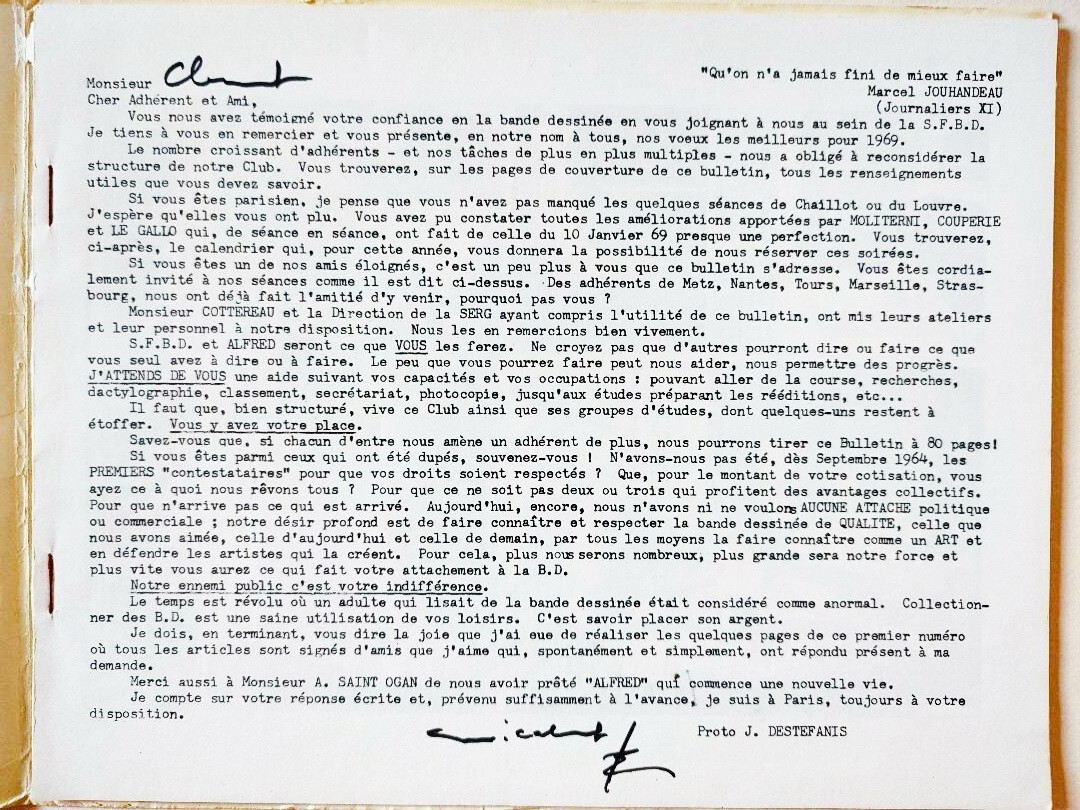 Monsieur
"Qu'on n'a jamais fini de mieux faire"
Marcel JOUHANDEAU
(Journaliers XI)
Cher Adhérent et Ami,
Vous nous avez témoigné votre confiance en la bande dessinée en vous joignant à nous au sein de la S.F.B.D.
Je tiens à vous en remercier et vous présente, en notre nom à tous, nos voeux les meilleurs pour 1969.
Le nombre croissant d'adhérents - et nos tâches de plus en plus multiples - nous a obligé à reconsidérer la
structure de notre Club. Vous trouverez, sur les pages de couverture de ce bulletin, tous les renseignements
utiles que vous devez savoir.
Si vous êtes parisien, je pense que vous n'avez pas manqué les quelques séances de Chaillot ou du Louvre.
J'espère qu'elles vous ont plu. Vous avez pu constater toutes les améliorations apportées par MOLITERNI, COUPERIE
et LE GALLO qui, de séance en séance, ont fait de celle du 10 Janvier 69 presque une perfection. Vous trouverez,
ci-après, le calendrier qui, pour cette année, vous donnera la possibilité de nous réserver ces soirées.
Si vous êtes un de nos amis éloignés, c'est un peu plus à vous que ce bulletin s'adresse. Vous êtes cordia-
lement invité à nos séances comme il est dit ci-dessus. Des adhérents de Metz, Nantes, Tours, Marseille, Stras-
bourg, nous ont déjà fait l'amitié d'y venir, pourquoi pas vous ?
Monsieur COTTEREAU et la Direction de la SERG ayant compris l'utilité de ce bulletin, ont mis leurs ateliers
et leur personnel à notre disposition. Nous les en remercions bien vivement.
S.F.B.D. et ALFRED seront ce que VOUS les ferez. Ne croyez pas que d'autres pourront dire ou faire ce que
vous seul avez à dire ou à faire. Le peu que vous pourrez faire peut nous aider, nous permettre des progrès.
J'ATTENDS DE VOUS une aide suivant vos capacités et vos occupations : pouvant aller de la course, recherches,
dactylographie, classement, secrétariat, photocopie, jusqu'aux études préparant les rééditions, etc...
Il faut que, bien structuré, vive ce Club ainsi que ses groupes d'études, dont quelques-uns restent à
étoffer. Vous y avez votre place.
Savez-vous que, si chacun d'entre nous amène un adhérent de plus, nous pourrons tirer ce Bulletin à 80 pages!
Si vous êtes parmi ceux qui ont été dupés, souvenez-vous ! N'avons-nous pas été, dès Septembre 1964, les
PREMIERS "contestataires" pour que vos droits soient respectés ? Que, pour le montant de votre cotisation, vous
ayez ce à quoi nous rêvons tous ? Pour que ce ne soit pas deux ou trois qui profitent des avantages collectifs.
Pour que n'arrive pas ce qui est arrivé. Aujourd'hui, encore, nous n'avons ni ne voulons AUCUNE ATTACHE politique
ou commerciale ; notre désir profond est de faire connaître et respecter la bande dessinée de QUALITE, celle que
nous avons aimée, celle d'aujourd'hui et celle de demain, par tous les moyens la faire connaître comme un ART et
en défendre les artistes qui la créent. Pour cela, plus nous serons nombreux, plus grande sera notre force et
plus vite vous aurez ce qui fait votre attachement à la B.D.
Notre ennemi public c'est votre indifférence.
Le temps est révolu où un adulte qui lisait de la bande dessinée était considéré comme anormal. Collection-
ner des B.D. est une saine utilisation de vos loisirs. C'est savoir placer son argent.
Je dois, en terminant, vous dire la joie que j'ai eue de réaliser les quelques pages de ce premier numéro
où tous les articles sont signés d'amis que j'aime qui, spontanément et simplement, ont répondu présent à ma
demande.
Merci aussi à Monsieur A. SAINT OGAN de nous avoir prêté "ALFRED" qui commence une nouvelle vie.
Je compte sur votre réponse écrite et, prévenu suffisamment à l'avance, je suis à Paris, toujours à votre
disposition.
Proto J. DESTEFANIS